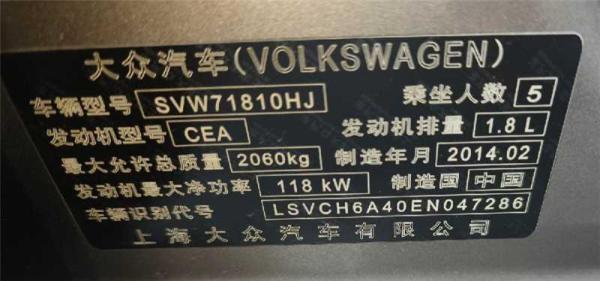 大众汽车(VOLKSWAGEN)
车辆型号 SVW71810HJ 乘坐人数 5
发动机型号 CEA 发动机排量 1.8L
最大允许总质量 2060kg 制造年月 2014.02
发动机最大净功率 118 kW 制造国 中国
车辆识别代号 LSVCH6A40EN047286
上海大众汽车有限公司